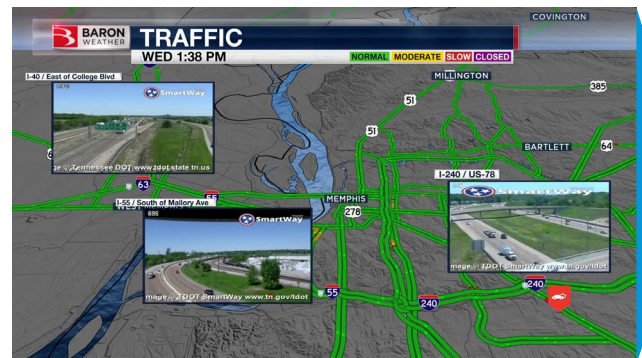 COVINGTON
BARON
WEATHER
TRAFFIC
WED 1:38 PM
NORMAL MODERATE SLOW CLOSED
I-40 / East of College Blvd
MILLINGTON
385
SmartWay
51
51
BARTLETT
64
ge @ Tennessee DOT www.tdot.state.tn.us
63
55
I-240 / US-78
SmartWay
I-55 / South of Mallory Ave
MEMPHIS
278
695
SmartWay
mage @ TDOT SmartWay www.tn.gov/tdot
mage @ TDOT SmartWay www.tn.gov/tdot
55
240
240